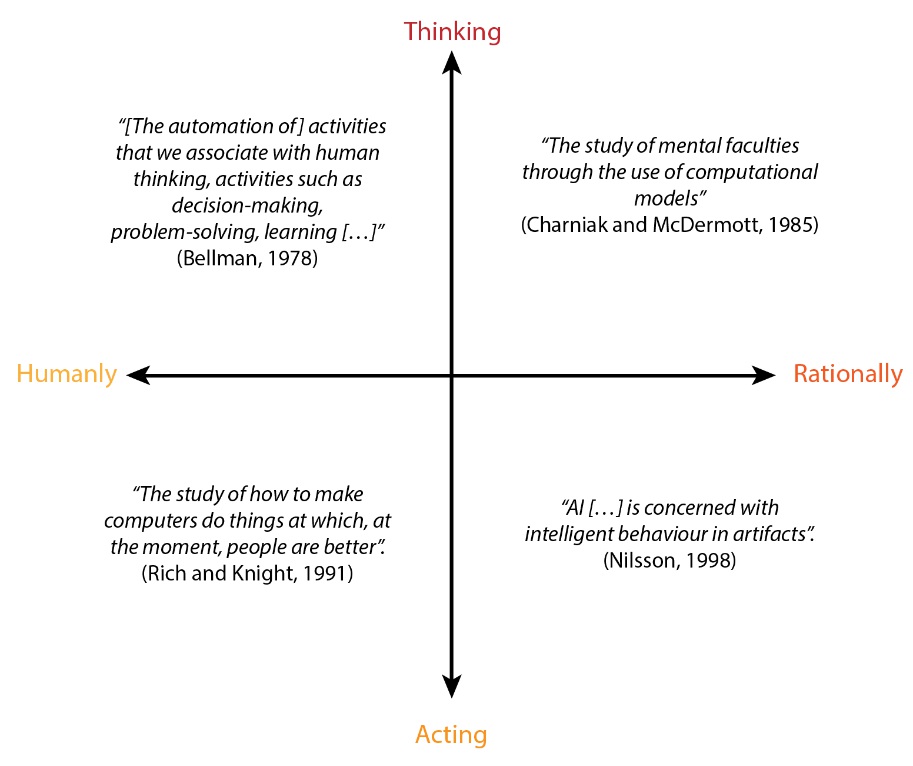 Thinking
“[The automation of] activities
that we associate with human
thinking, activities such as
decision-making,
problem-solving, learning […]”
(Bellman, 1978)
“The study of mental faculties
through the use of computational
models”
(Charniak and McDermott, 1985)
Humanly
Rationally
“The study of how to make
computers do things at which, at
the moment, people are better”.
(Rich and Knight, 1991)
“AI […] is concerned with
intelligent behaviour in artifacts”.
(Nilsson, 1998)
Acting